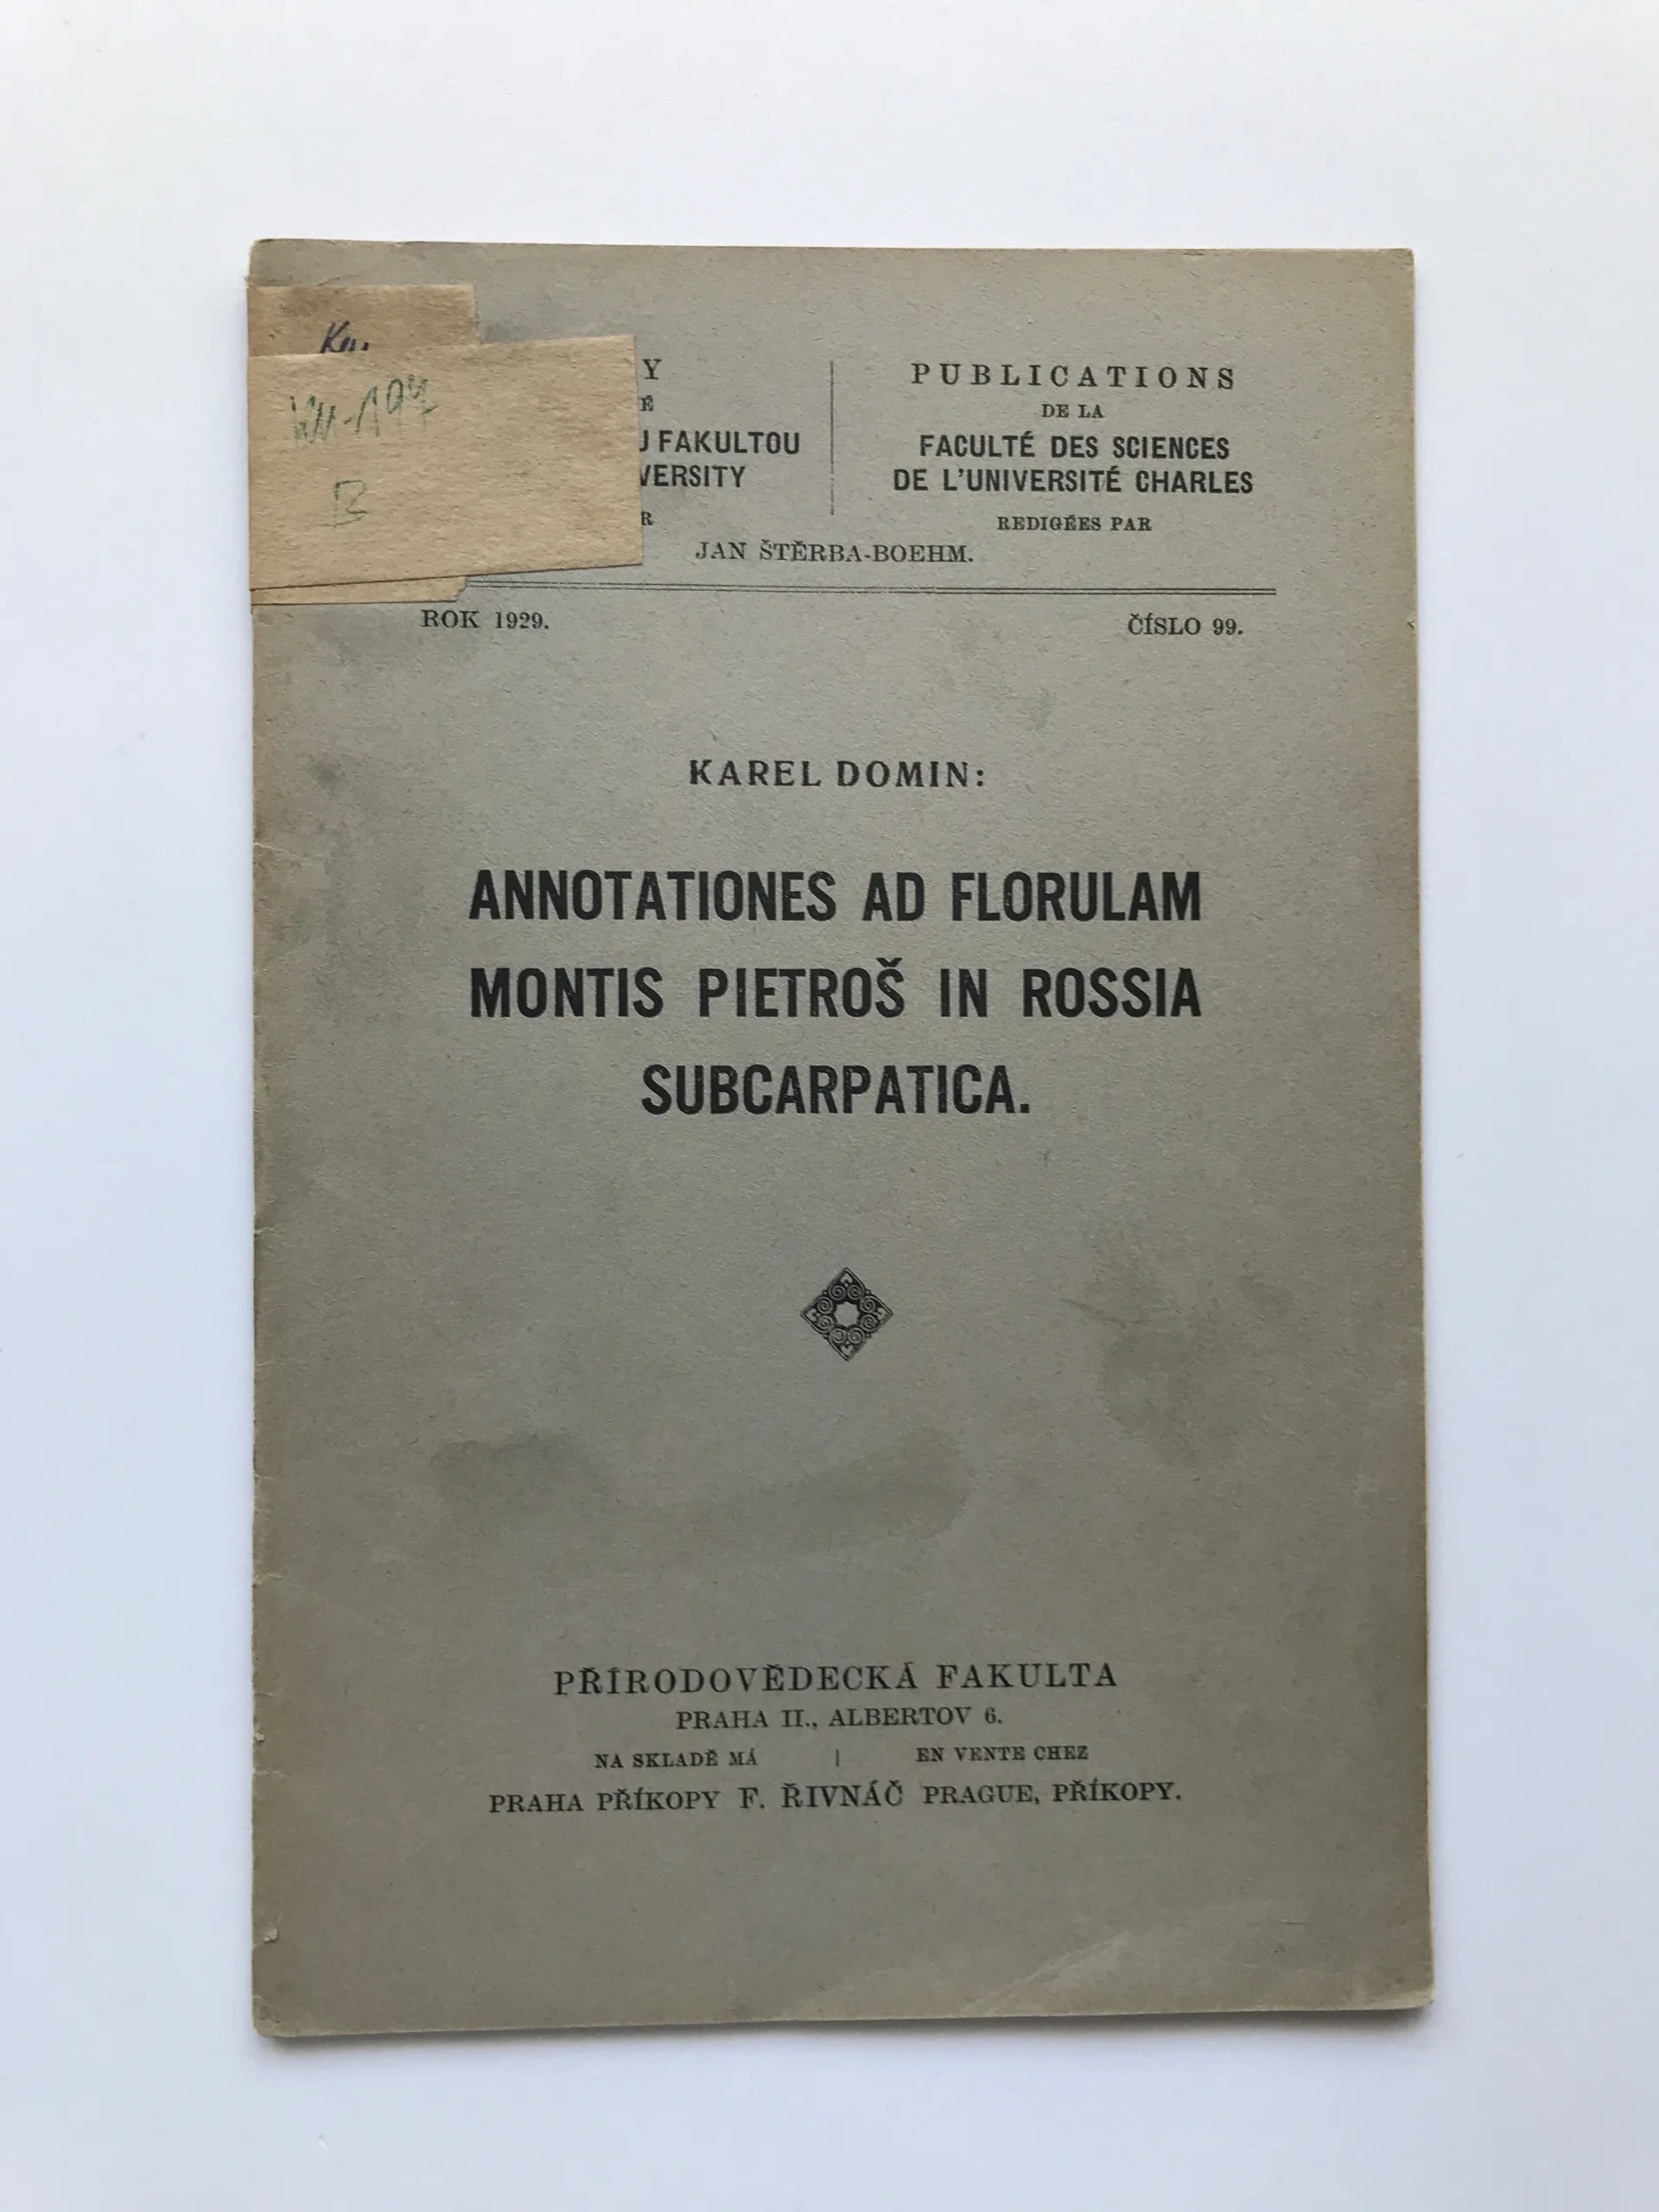 Y
É
U FAKULTOU
VERSITY
R
PUBLICATIONS
DE LA
FACULTÉ DES SCIENCES
DE L'UNIVERSITÉ CHARLES
REDIGÉES PAR
JAN ŠTĚRBA-BOEHM.
ROK 1929.
ČÍSLO 99.
KAREL DOMIN:
ANNOTATIONES AD FLORULAM
MONTIS PIETROŠ IN ROSSIA
SUBCARPATICA.
PŘÍRODOVĚDECKÁ FAKULTA
PRAHA II., ALBERTOV 6.
NA SKLADĚ MÁ | EN VENTE CHEZ
PRAHA PŘÍKOPY F. ŘIVNÁČ PRAGUE, PŘÍKOPY.